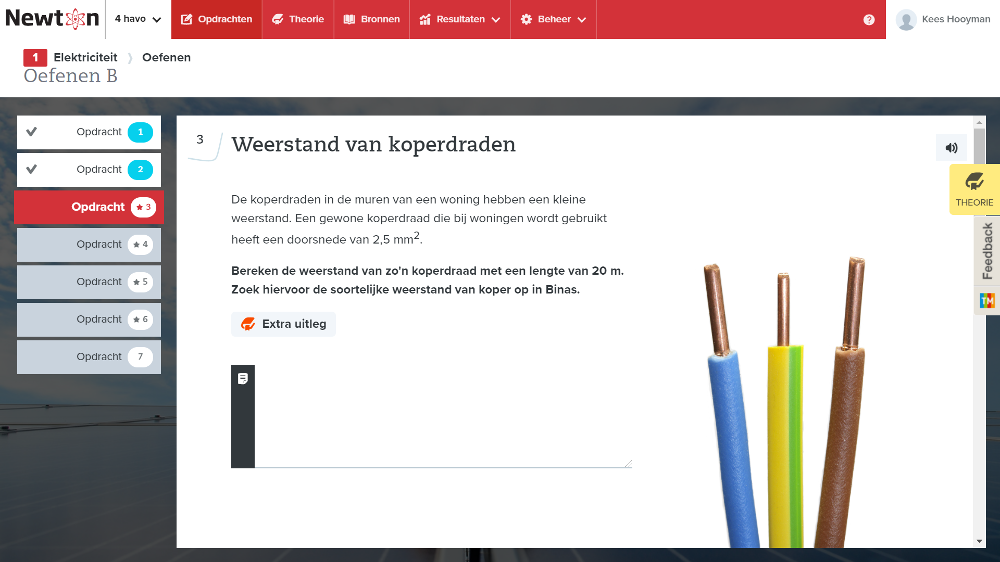 Newton
4 havo
Opdrachten
Theorie
Bronnen
Resultaten
Beheer
?
Kees Hooyman
1 Elektriciteit Oefenen
Oefenen B
Opdracht 1
Opdracht 2
Opdracht 3
Opdracht 4
Opdracht 5
Opdracht 6
Opdracht 7
3 Weerstand van koperdraden
De koperdraden in de muren van een woning hebben een kleine
weerstand. Een gewone koperdraad die bij woningen wordt gebruikt
heeft een doorsnede van 2,5 mm².
Bereken de weerstand van zo'n koperdraad met een lengte van 20 m.
Zoek hiervoor de soortelijke weerstand van koper op in Binas.
Extra uitleg
THEORIE
Feedback
TM